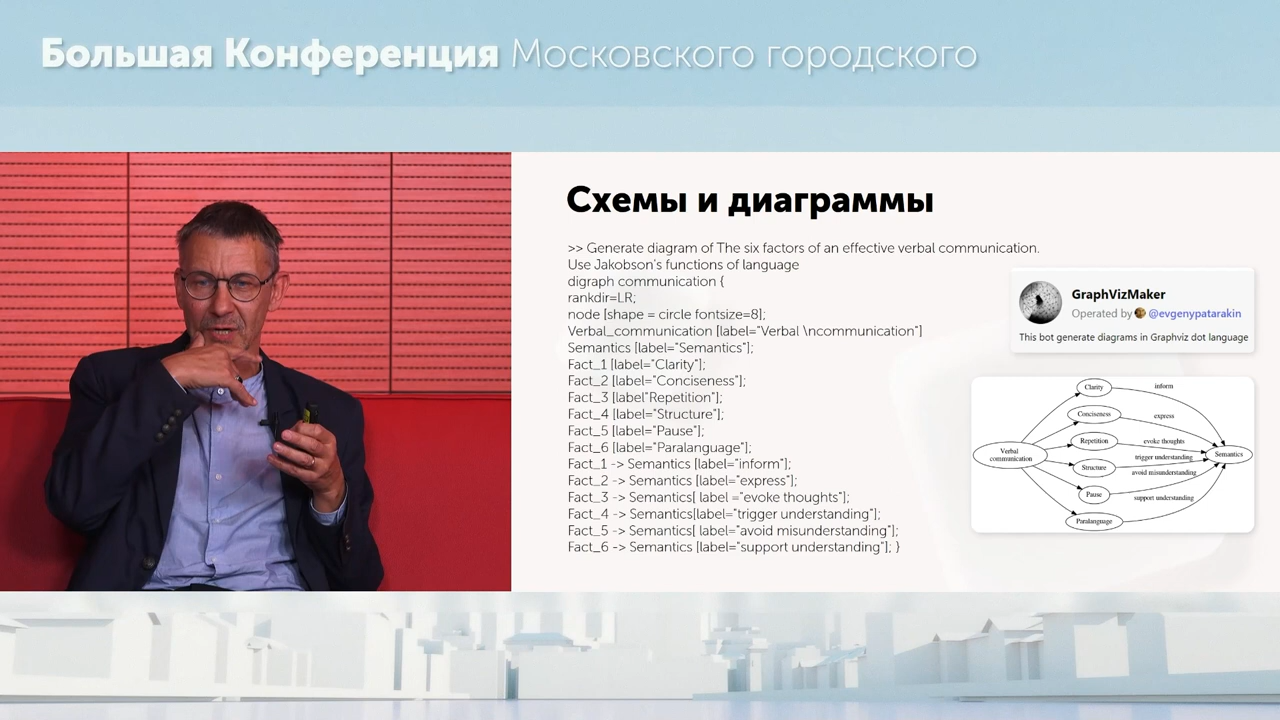 Большая Конференция Московского городского
Схемы и диаграммы
>> Generate diagram of The six factors of an effective verbal communication.
Use Jakobson's functions of language
digraph communication {
rankdir=LR;
node [shape = circle fontsize=8];
Verbal_communication [label="Verbal \ncommunication"]
Semantics [label="Semantics"];
Fact_1 [label="Clarity"];
Fact_2 [label="Conciseness"];
Fact_3 [label"Repetition"];
Fact_4 [label="Structure"];
Fact_5 [label="Pause"];
Fact_6 [label="Paralanguage"];
Fact_1 -> Semantics [label="inform"];
Fact_2 -> Semantics [label="express"];
Fact_3 -> Semantics[ label ="evoke thoughts"];
Fact_4 -> Semantics[label="trigger understanding"];
Fact_5 -> Semantics[ label="avoid misunderstanding"];
Fact_6 -> Semantics [label="support understanding"]; }
GraphVizMaker
Operated by @evgenypatarakin
This bot generate diagrams in Graphviz dot language
Clarity
inform
Conciseness
express
Repetition
evoke thoughts
Verbal
communication
trigger understanding
Semantics
Structure
avoid misunderstanding
Pause
support understanding
Paralanguage